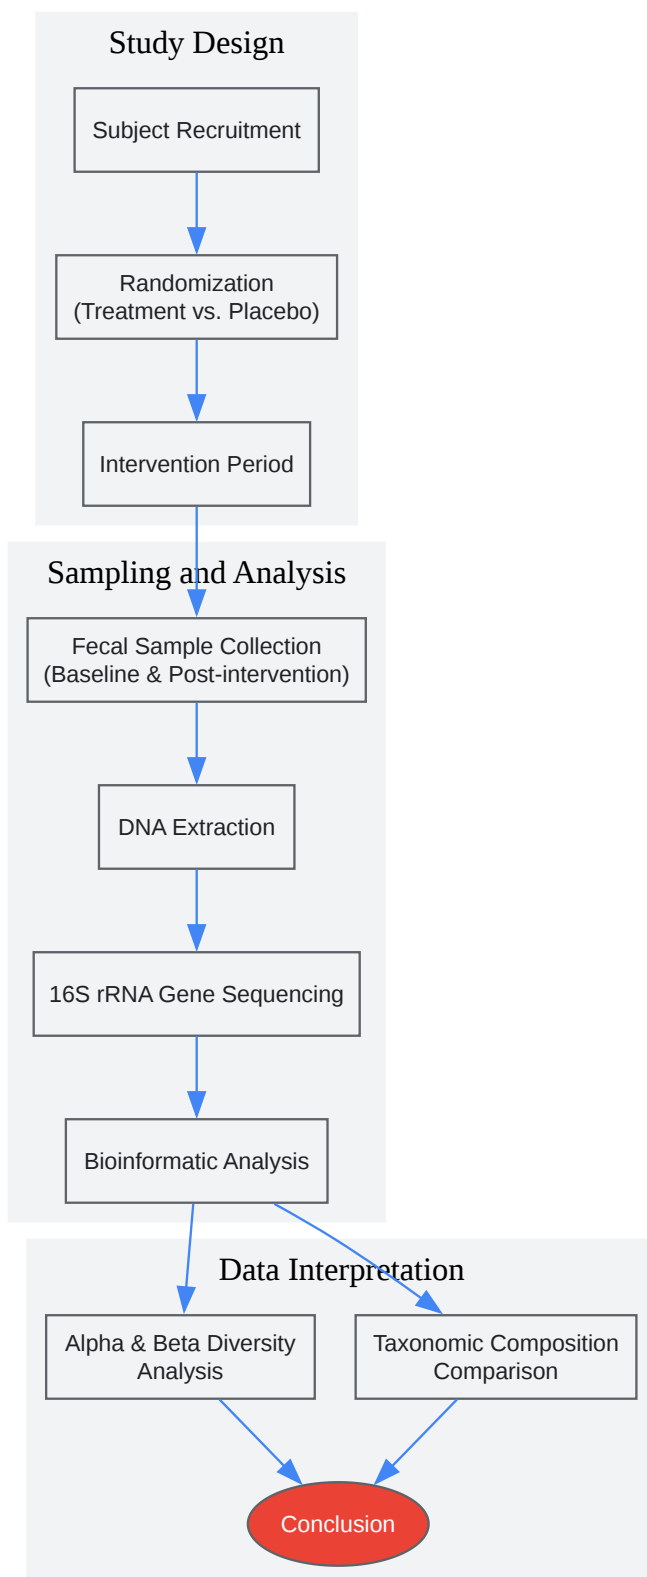 Study Design
Subject Recruitment
Randomization
(Treatment vs. Placebo)
Intervention Period
Sampling and Analysis
Fecal Sample Collection
(Baseline & Post-intervention)
DNA Extraction
16S rRNA Gene Sequencing
Bioinformatic Analysis
Data Interpretation
Alpha & Beta Diversity
Analysis
Taxonomic Composition
Comparison
Conclusion